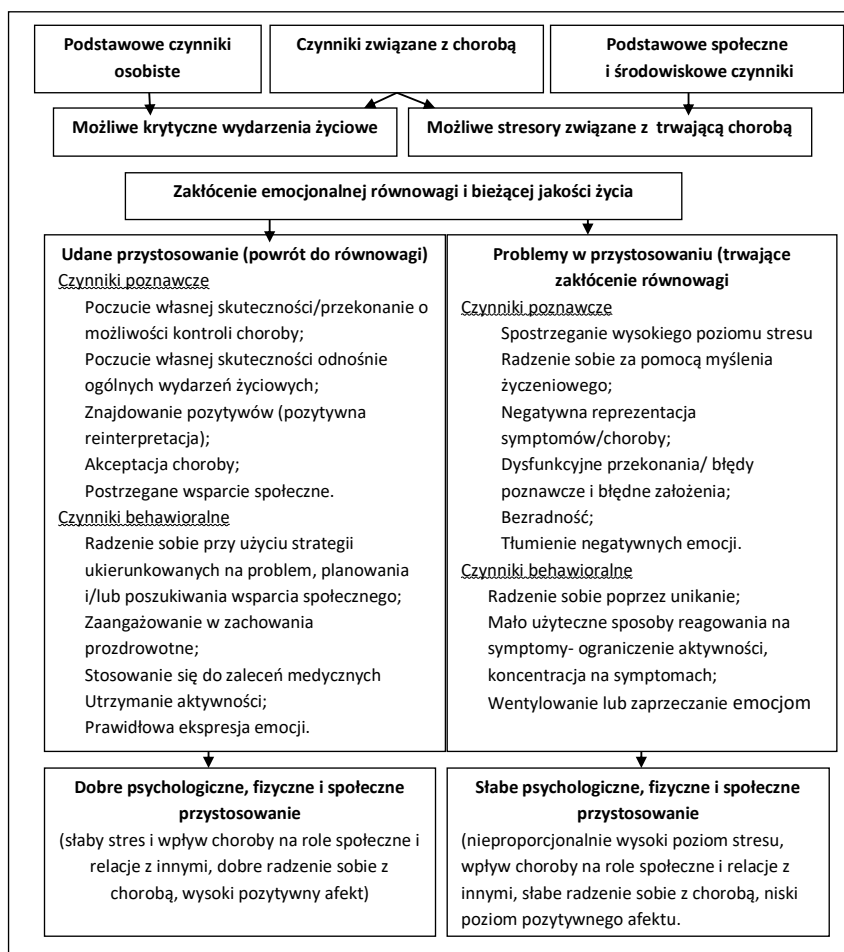 Podstawowe czynniki
osobiste
Czynniki związane z chorobą
Podstawowe społeczne
i środowiskowe czynniki
Możliwe krytyczne wydarzenia życiowe
Możliwe stresory związane z trwającą chorobą
Zakłócenie emocjonalnej równowagi i bieżącej jakości życia
Udane przystosowanie (powrót do równowagi)
Czynniki poznawcze
Poczucie własnej skuteczności/przekonanie o
możliwości kontroli choroby;
Poczucie własnej skuteczności odnośnie
ogólnych wydarzeń życiowych;
Znajdowanie pozytywów (pozytywna
reinterpretacja);
Akceptacja choroby;
Postrzegane wsparcie społeczne.
Czynniki behawioralne
Radzenie sobie przy użyciu strategii
ukierunkowanych na problem, planowania
i/lub poszukiwania wsparcia społecznego;
Zaangażowanie w zachowania
prozdrowotne;
Stosowanie się do zaleceń medycznych
Utrzymanie aktywności;
Prawidłowa ekspresja emocji.
Problemy w przystosowaniu (trwające
zakłócenie równowagi
Czynniki poznawcze
Spostrzeganie wysokiego poziomu stresu
Radzenie sobie za pomocą myślenia
życzeniowego;
Negatywna reprezentacja
symptomów/choroby;
Dysfunkcyjne przekonania/ błędy
poznawcze i błędne założenia;
Bezradność;
Tłumienie negatywnych emocji.
Czynniki behawioralne
Radzenie sobie poprzez unikanie;
Mało użyteczne sposoby reagowania na
symptomy- ograniczenie aktywności,
koncentracja na symptomach;
Wentylowanie lub zaprzeczanie emocjom
Dobre psychologiczne, fizyczne i społeczne
przystosowanie
(słaby stres i wpływ choroby na role społeczne i
relacje z innymi, dobre radzenie sobie z
chorobą, wysoki pozytywny afekt)
Słabe psychologiczne, fizyczne i społeczne
przystosowanie
(nieproporcjonalnie wysoki poziom stresu,
wpływ choroby na role społeczne i relacje z
innymi, słabe radzenie sobie z chorobą, niski
poziom pozytywnego afektu.